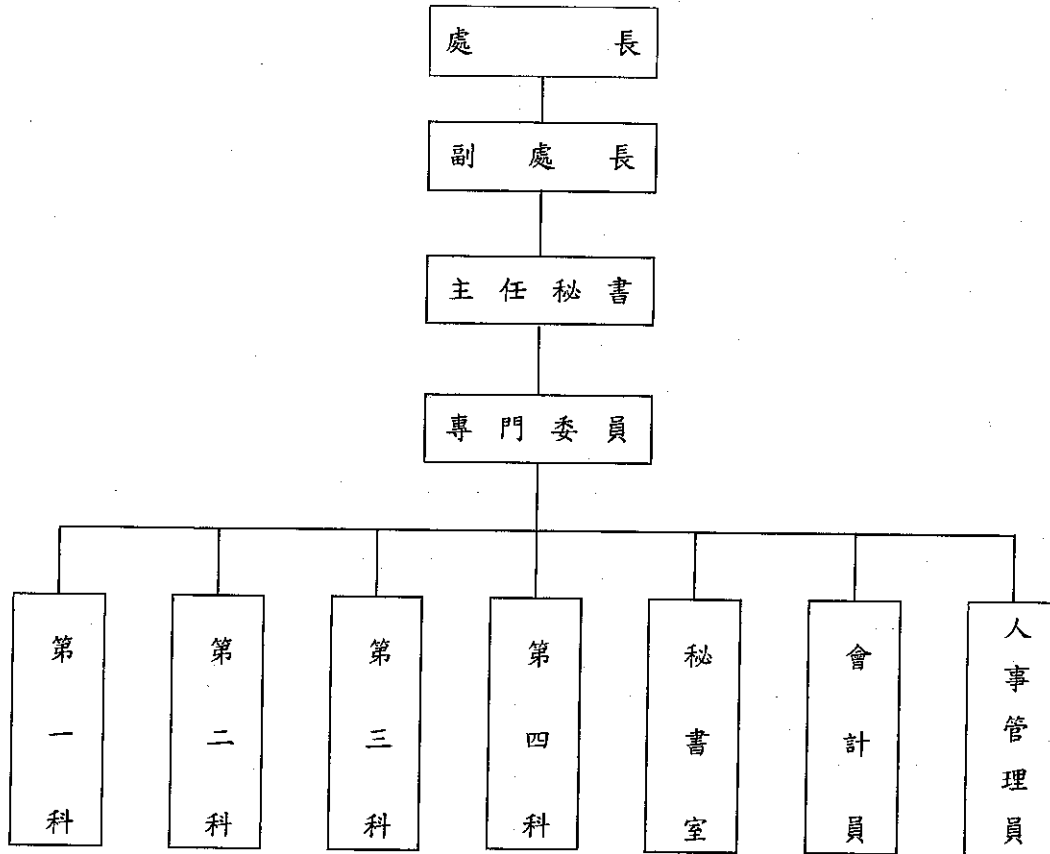 處長
副處長
主任秘書
專門委員
第一科
第二科
第三科
第四科
秘書室
會計員
人事管理員